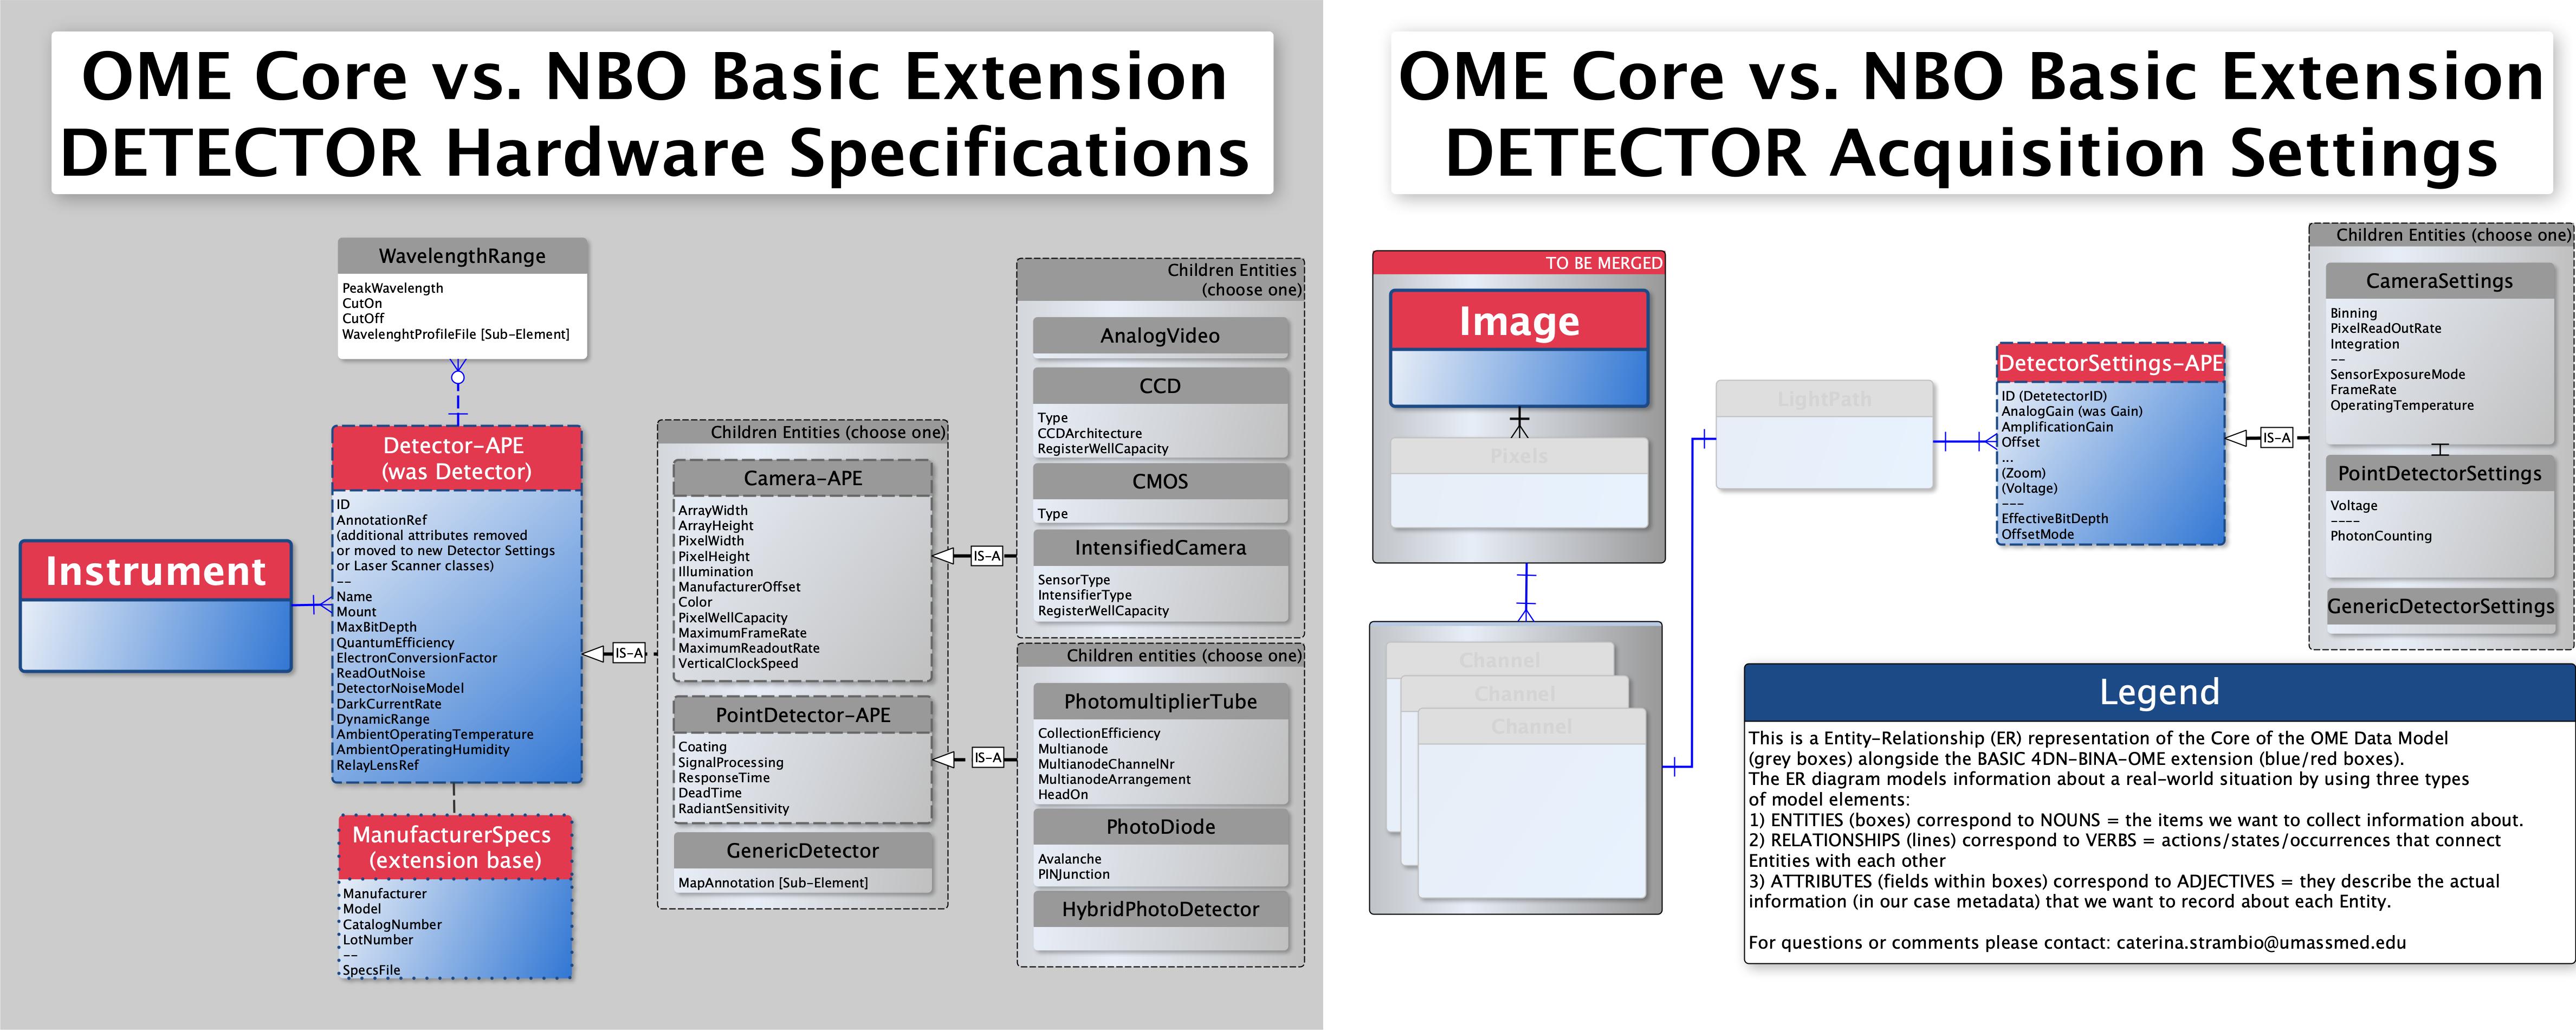 OME Core vs. NBO Basic Extension
DETECTOR Hardware Specifications
WavelengthRange
PeakWavelength
CutOn
CutOff
WavelenghtProfileFile [Sub-Element]
Detector-APE
(was Detector)
ID
AnnotationRef
(additional attributes removed
or moved to new Detector Settings
or Laser Scanner classes)
--
Name
Mount
MaxBitDepth
QuantumEfficiency
ElectronConversionFactor
ReadOutNoise
DetectorNoiseModel
DarkCurrentRate
DynamicRange
AmbientOperatingTemperature
AmbientOperatingHumidity
RelayLensRef
Instrument
ManufacturerSpecs
(extension base)
Manufacturer
Model
CatalogNumber
LotNumber
--
SpecsFile
IS-A
Children Entities (choose one)
Camera-APE
ArrayWidth
ArrayHeight
PixelWidth
PixelHeight
Illumination
ManufacturerOffset
Color
PixelWellCapacity
MaximumFrameRate
MaximumReadoutRate
VerticalClockSpeed
PointDetector-APE
Coating
SignalProcessing
ResponseTime
DeadTime
RadiantSensitivity
GenericDetector
MapAnnotation [Sub-Element]
IS-A
IS-A
Children Entities
(choose one)
AnalogVideo
CCD
Type
CCDArchitecture
RegisterWellCapacity
CMOS
Type
IntensifiedCamera
SensorType
IntensifierType
RegisterWellCapacity
Children entities (choose one)
PhotomultiplierTube
CollectionEfficiency
Multianode
MultianodeChannelNr
MultianodeArrangement
HeadOn
PhotoDiode
Avalanche
PINJunction
HybridPhotoDetector
OME Core vs. NBO Basic Extension
DETECTOR Acquisition Settings
TO BE MERGED
Image
Pixels
Channel
Channel
Channel
LightPath
DetectorSettings-APE
ID (DetetectorID)
AnalogGain (was Gain)
AmplificationGain
Offset
...
(Zoom)
(Voltage)
---
EffectiveBitDepth
OffsetMode
IS-A
Children Entities (choose one)
CameraSettings
Binning
PixelReadOutRate
Integration
--
SensorExposureMode
FrameRate
OperatingTemperature
PointDetectorSettings
Voltage
----
PhotonCounting
GenericDetectorSettings
Legend
This is a Entity-Relationship (ER) representation of the Core of the OME Data Model
(grey boxes) alongside the BASIC 4DN-BINA-OME extension (blue/red boxes).
The ER diagram models information about a real-world situation by using three types
of model elements:
1) ENTITIES (boxes) correspond to NOUNS = the items we want to collect information about.
2) RELATIONSHIPS (lines) correspond to VERBS = actions/states/occurrences that connect
Entities with each other
3) ATTRIBUTES (fields within boxes) correspond to ADJECTIVES = they describe the actual
information (in our case metadata) that we want to record about each Entity.
For questions or comments please contact: caterina.strambio@umassmed.edu